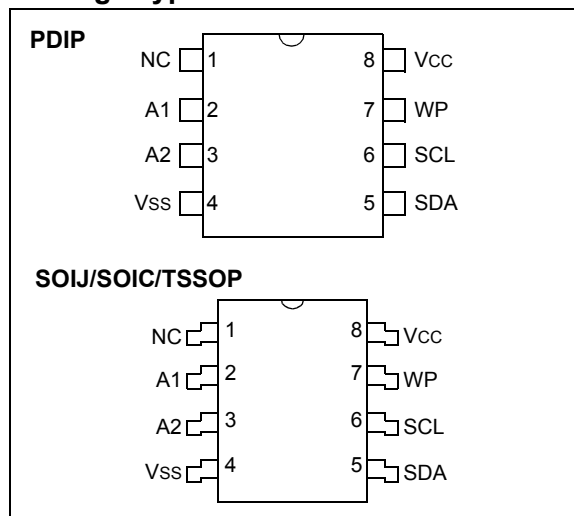 PDIP
NC 1 8 VCC
A1 2 7 WP
A2 3 6 SCL
VSS 4 5 SDA
SOIJ/SOIC/TSSOP
NC 1 8 VCC
A1 2 7 WP
A2 3 6 SCL
VSS 4 5 SDA